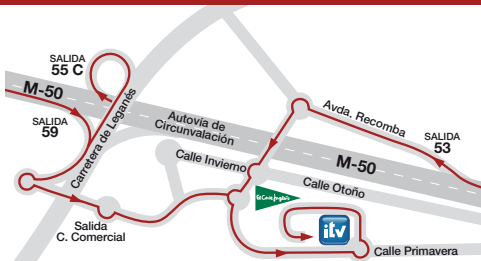 SALIDA
55 C
M-50
SALIDA
59
Carretera de Leganés
Autovía de
Circunvalación
Avda. Recomba
SALIDA
53
M-50
Calle Invierno
Calle Otoño
El Corte Inglés
itv
Salida
C. Comercial
Calle Primavera